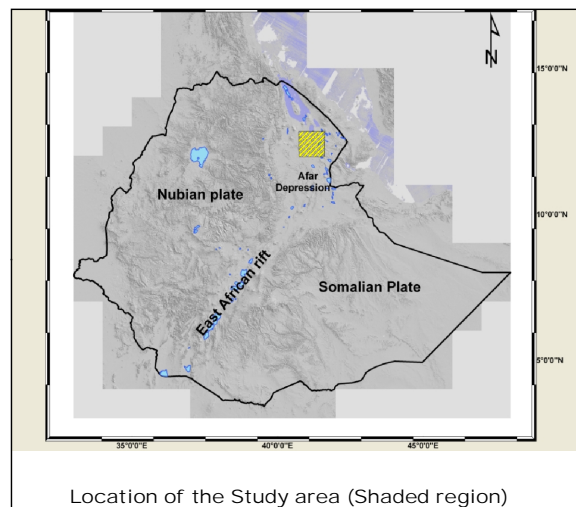 N
15°0'0"N
Afar
Depression
Nubian plate
10°0'0"N
East African rift
Somalian Plate
5°0'0"N
35°0'0"E
40°0'0"E
45°0'0"E
Location of the Study area (Shaded region)